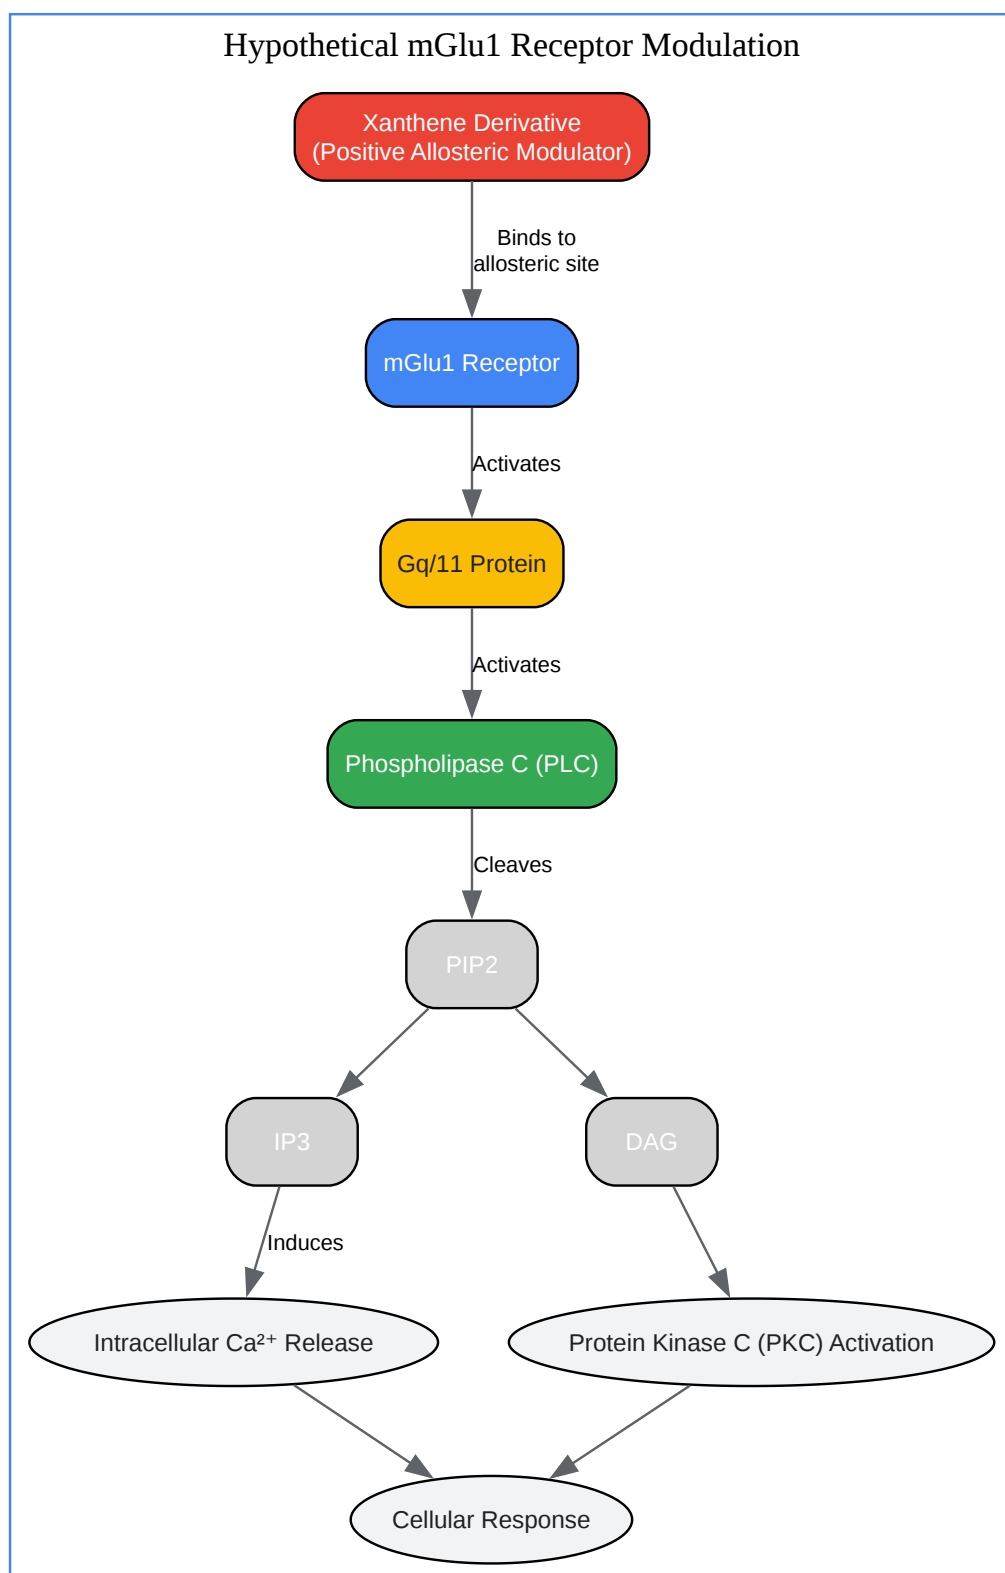 Hypothetical mGlu1 Receptor Modulation
Xanthene Derivative
(Positive Allosteric Modulator)
Binds to
allosteric site
mGlu1 Receptor
Activates
Gq/11 Protein
Activates
Phospholipase C (PLC)
Cleaves
PIP2
IP3
DAG
Induces
Intracellular Ca²⁺ Release
Protein Kinase C (PKC) Activation
Cellular Response